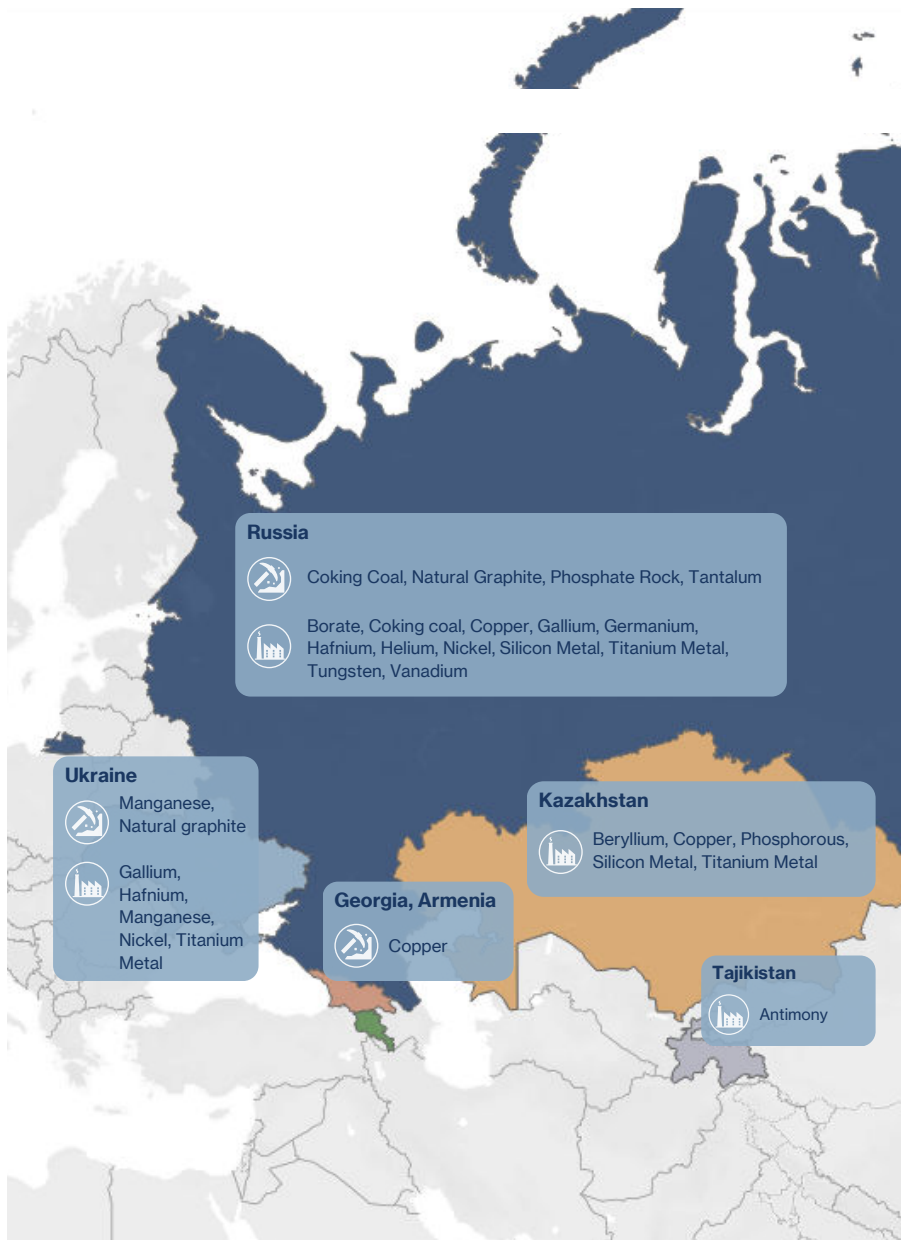 Russia
Coking Coal, Natural Graphite, Phosphate Rock, Tantalum
Borate, Coking coal, Copper, Gallium, Germanium,
Hafnium, Helium, Nickel, Silicon Metal, Titanium Metal,
Tungsten, Vanadium
Ukraine
Manganese,
Natural graphite
Gallium,
Hafnium,
Manganese,
Nickel, Titanium
Metal
Kazakhstan
Beryllium, Copper, Phosphorous,
Silicon Metal, Titanium Metal
Georgia, Armenia
Copper
Tajikistan
Antimony